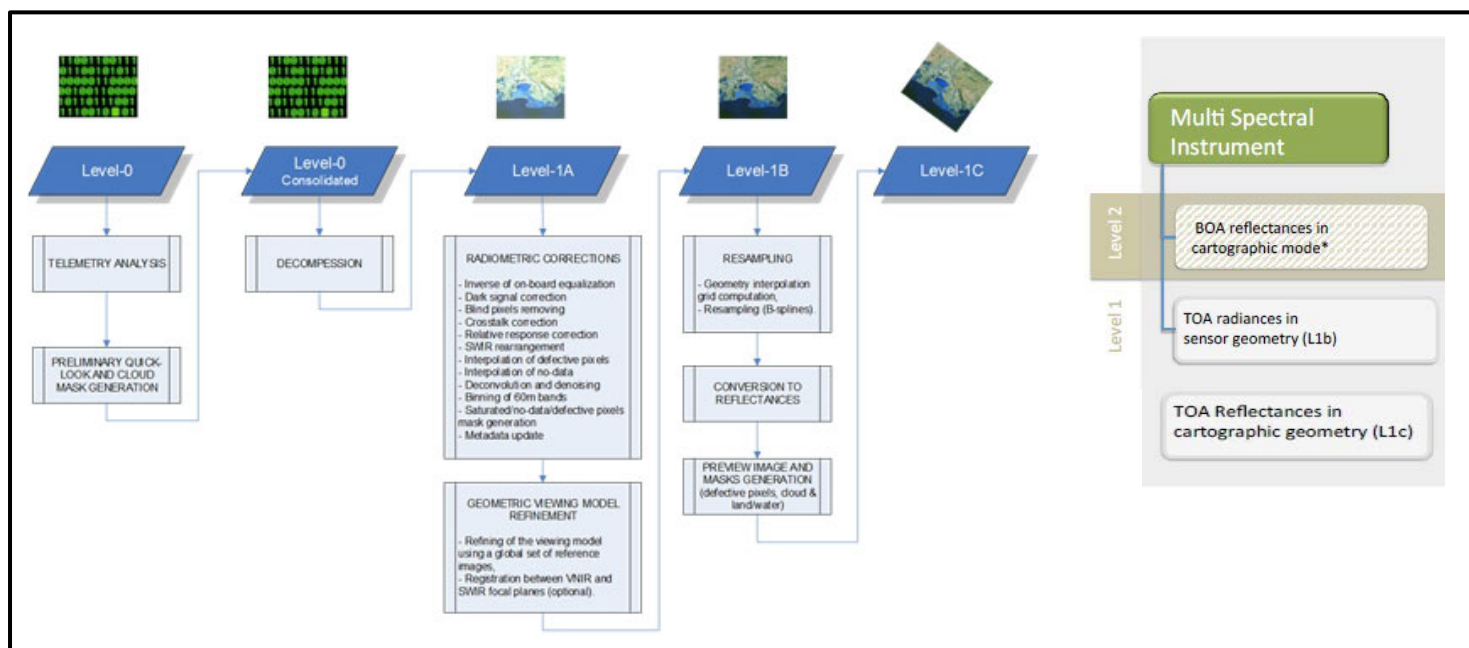 Level-0
TELEMETRY ANALYSIS
PRELIMINARY QUICK-
LOOK AND CLOUD
MASK GENERATION
Level-0
Consolidated
DECOMPESSION
Level-1A
RADIOMETRIC CORRECTIONS
- Inverse of on-board equalization
- Dark signal correction
- Blind pixels removing
- Crosstalk correction
- Relative response correction
- SWIR rearrangement
- Interpolation of defective pixels
- Interpolation of no-data
- Deconvolution and denoising
- Binning of 60m bands
- Saturated/no-data/defective pixels
mask generation
- Metadata update
GEOMETRIC VIEWING MODEL
REFINEMENT
- Refining of the viewing model
using a global set of reference
images,
- Registration between VNIR and
SWIR focal planes (optional).
Level-1B
RESAMPLING
- Geometry interpolation
grid computation,
- Resampling (B-splines).
CONVERSION TO
REFLECTANCES
PREVIEW IMAGE AND
MASKS GENERATION
(defective pixels, cloud &
land/water)
Level-1C
Multi Spectral
Instrument
Level 2
BOA reflectances in
cartographic mode*
Level 1
TOA radiances in
sensor geometry (L1b)
TOA Reflectances in
cartographic geometry (L1c)